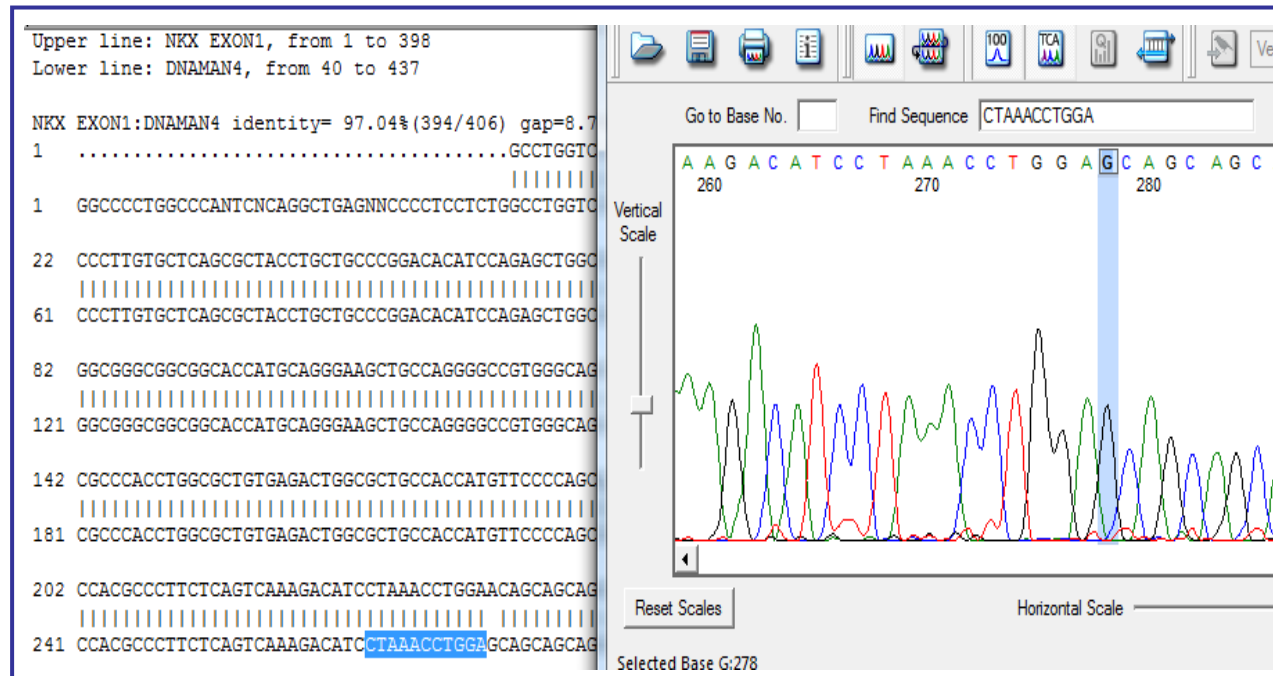 Upper line: NKX EXON1, from 1 to 398
Lower line: DNAMAN4, from 40 to 437
NKX EXON1:DNAMAN4 identity= 97.04%(394/406) gap=8.7
1 ......................................GCCTGGTC
||||||||
1 GGCCCCTGGCCCANTCNCAGGCTGAGNNCCCCTCCTCTGGCCTGGTC
22 CCCTTGTGCTCAGCGCTACCTGCTGCCCGGACACATCCAGAGCTGGC
|||||||||||||||||||||||||||||||||||||||||||||||
61 CCCTTGTGCTCAGCGCTACCTGCTGCCCGGACACATCCAGAGCTGGC
82 GGCGGGCGGCGGCACCATGCAGGGAAGCTGCCAGGGGCCGTGGGCAG
|||||||||||||||||||||||||||||||||||||||||||||||
121 GGCGGGCGGCGGCACCATGCAGGGAAGCTGCCAGGGGCCGTGGGCAG
142 CGCCCACCTGGCGCTGTGAGACTGGCGCTGCCACCATGTTCCCCAGC
|||||||||||||||||||||||||||||||||||||||||||||||
181 CGCCCACCTGGCGCTGTGAGACTGGCGCTGCCACCATGTTCCCCAGC
202 CCACGCCCTTCTCAGTCAAAGACATCCTAAACCTGGAACAGCAGCAG
||||||||||||||||||||||||||||||||||||| |||||||||
241 CCACGCCCTTCTCAGTCAAAGACATCCTAAACCTGGAGCAGCAGCAG
100
TCA
Go to Base No.
Find Sequence CTAAACCTGGA
A A G A C A T C C T A A A C C T G G A G C A G C A G C
260 270 280
Vertical
Scale
Reset Scales
Horizontal Scale
Selected Base G:278